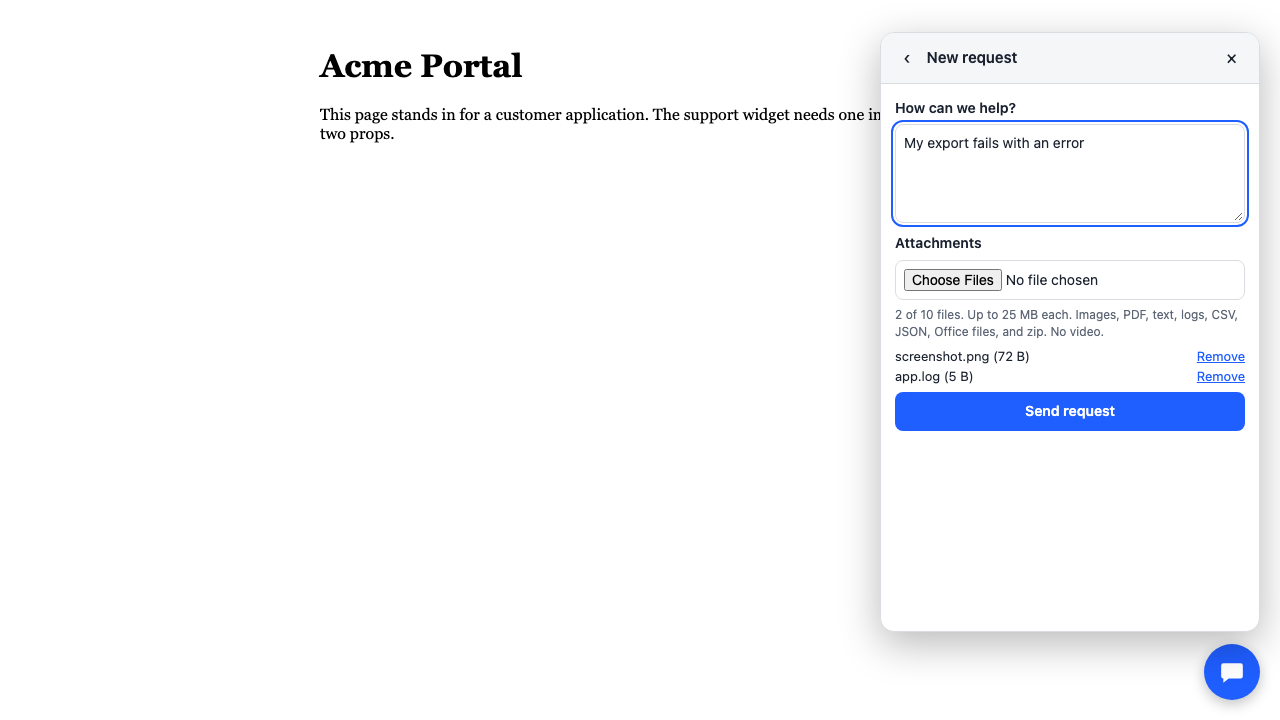 Acme Portal
This page stands in for a customer application. The support widget needs one in
two props.
‹ New request ×
How can we help?
My export fails with an error
Attachments
Choose Files No file chosen
2 of 10 files. Up to 25 MB each. Images, PDF, text, logs, CSV,
JSON, Office files, and zip. No video.
screenshot.png (72 B) Remove
app.log (5 B) Remove
Send request